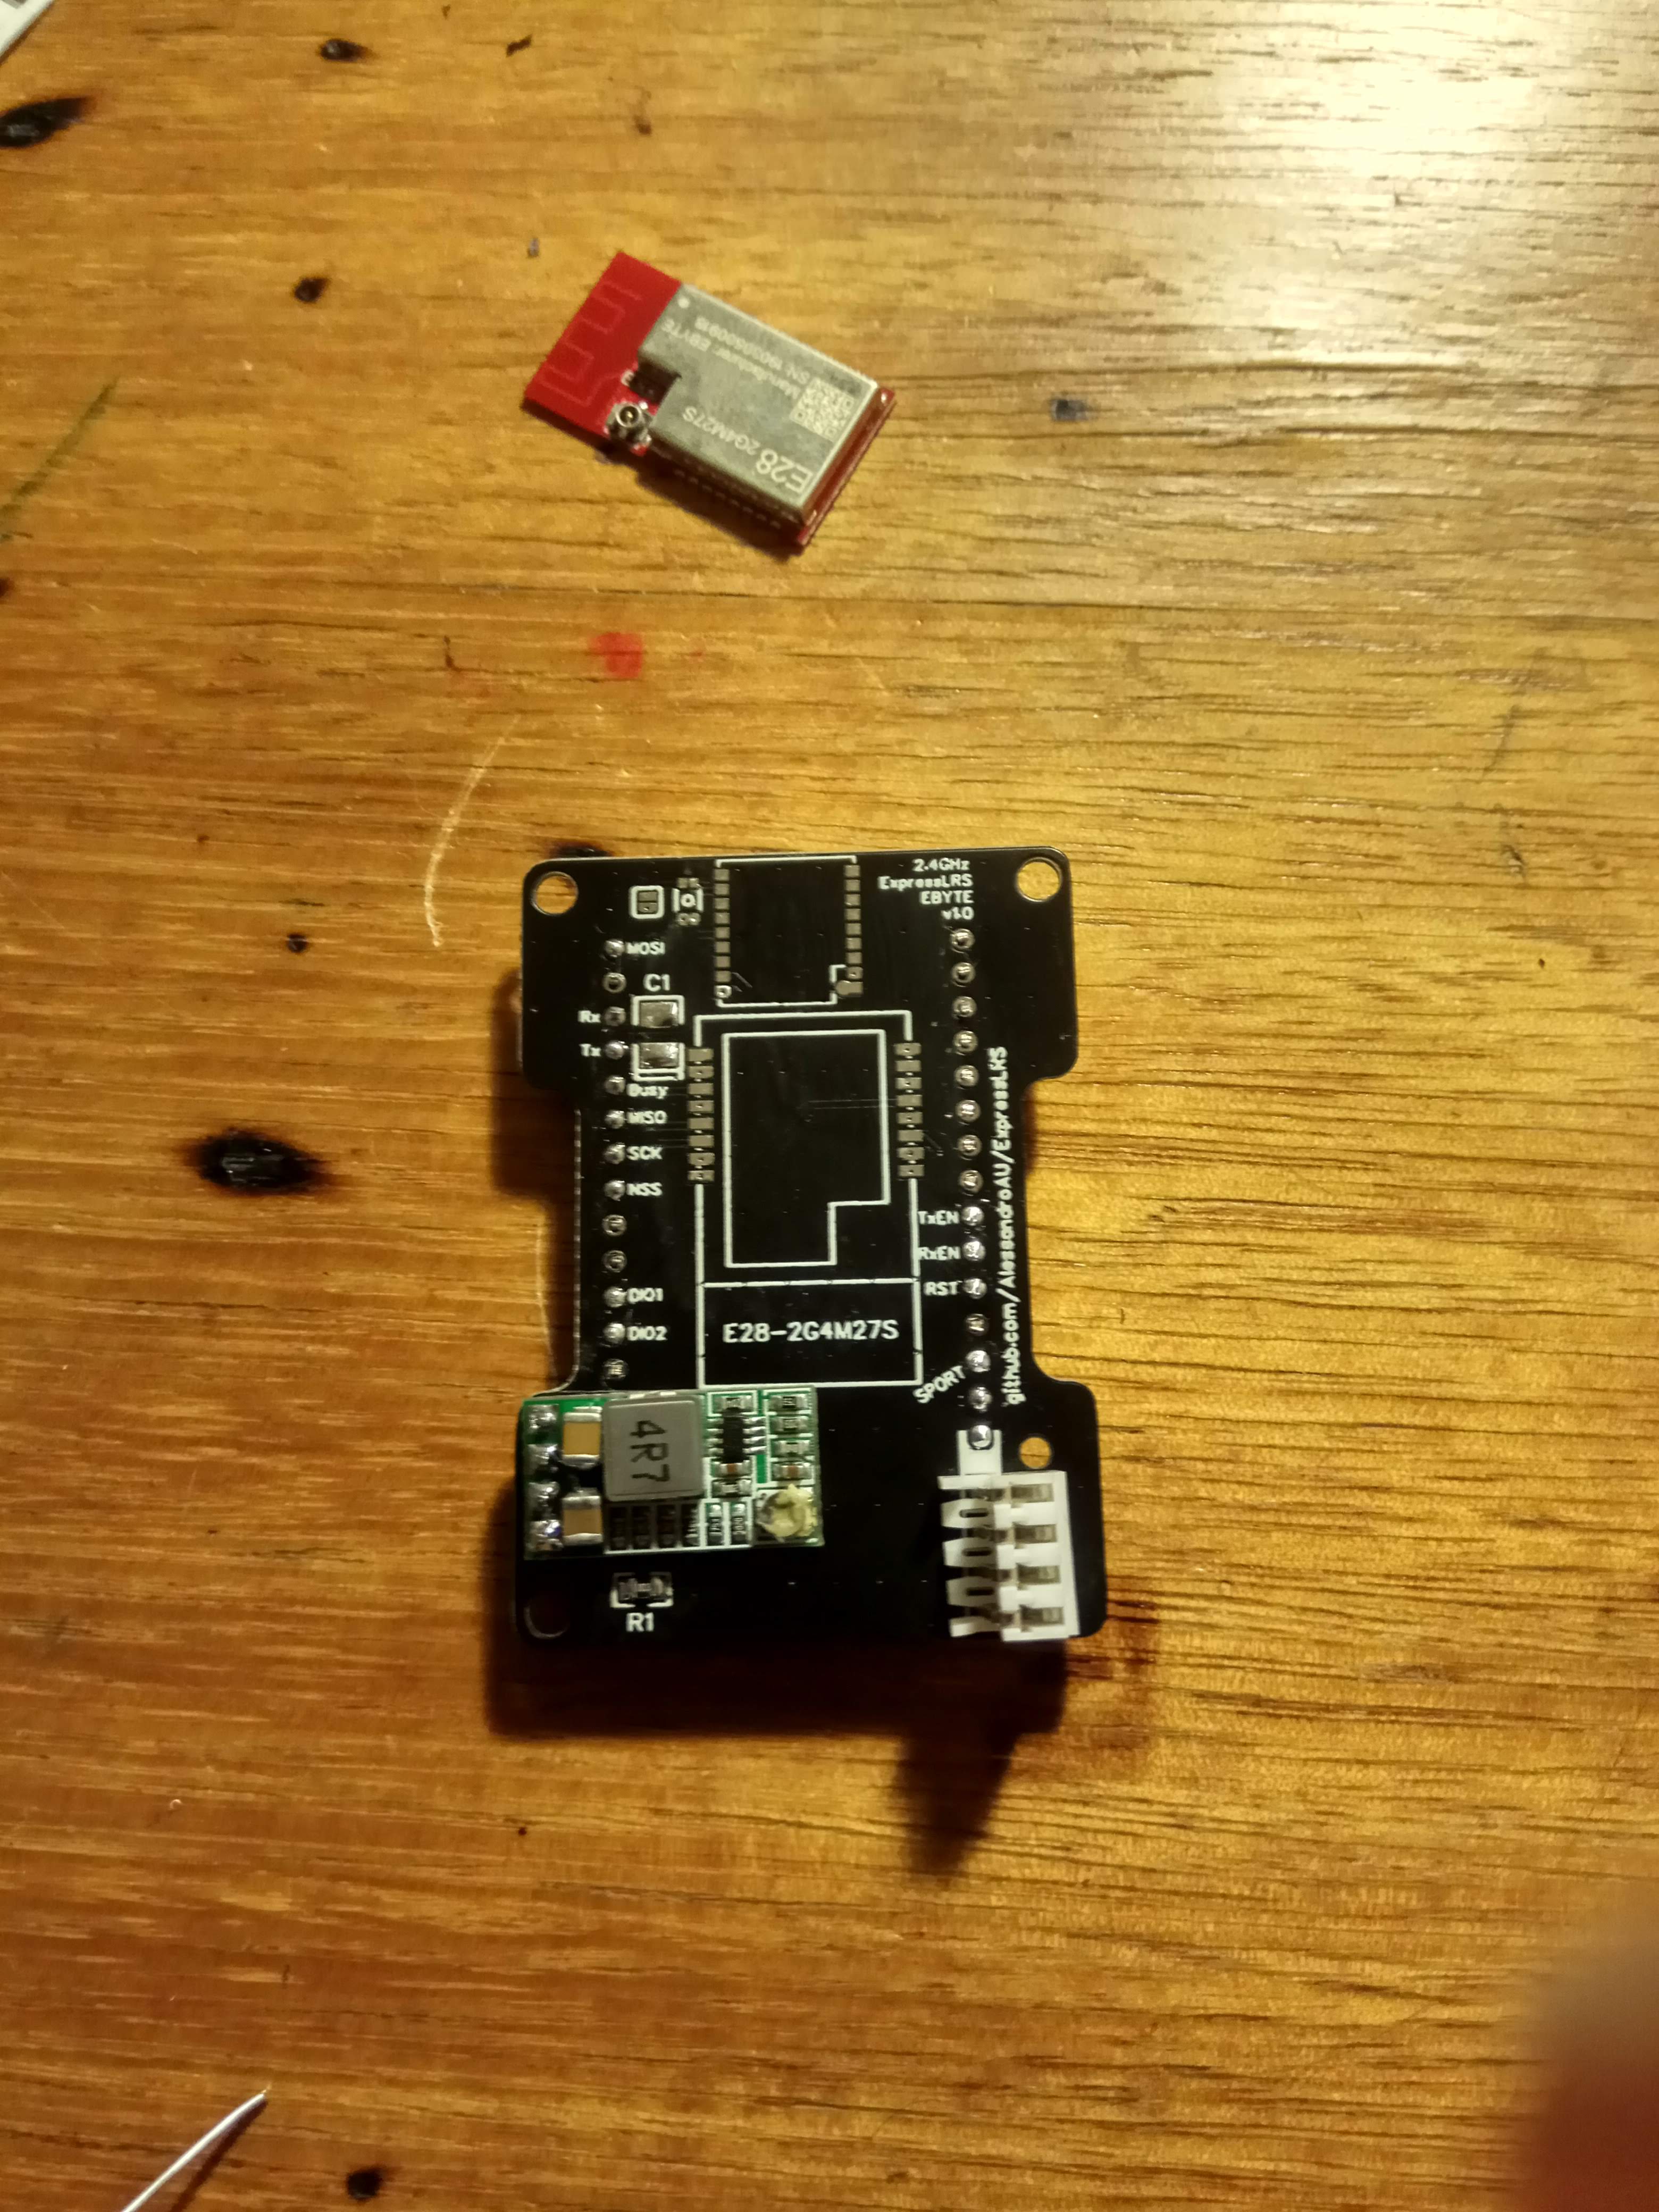 Manufacturer: EBYTE
E28-2G4M27S
2.4GHz
ExpressLRS
EBYTE
v1.0
MOSI
C1
Rx
Tx
Busy
MISO
SCK
NSS
DIO1
DIO2
TxEN
RxEN
RST
SPORT
github.com/AlessandroAU/ExpressLRS
E28-2G4M27S
4R7
R1